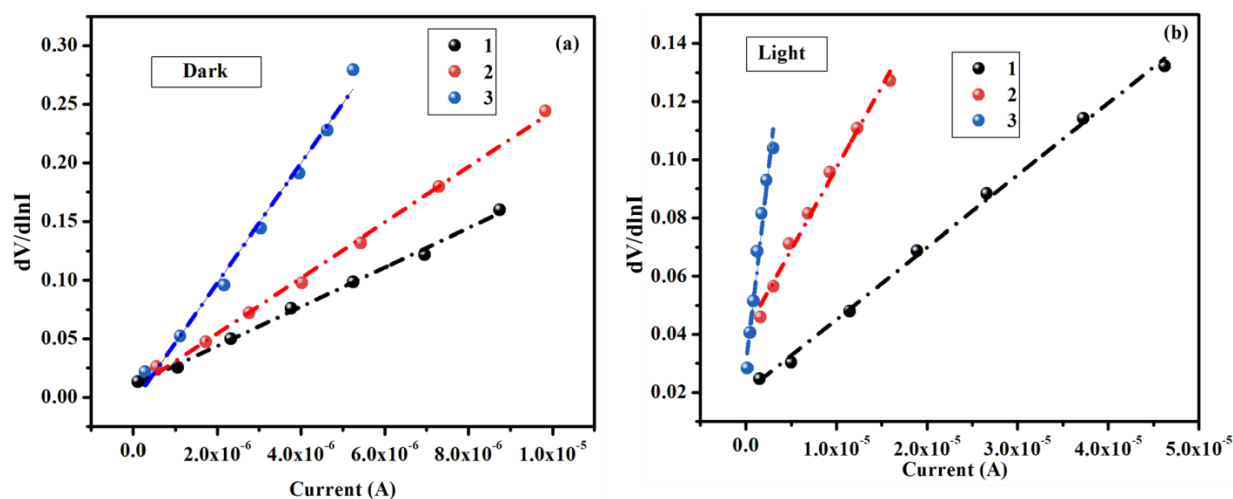 (a)
Dark
1
2
3
0.30
0.25
0.20
0.15
0.10
0.05
0.00
dV/dlnI
0.0
2.0x10⁻⁶
4.0x10⁻⁶
6.0x10⁻⁶
8.0x10⁻⁶
1.0x10⁻⁵
Current (A)
(b)
Light
1
2
3
0.14
0.12
0.10
0.08
0.06
0.04
0.02
dV/dlnI
0.0
1.0x10⁻⁵
2.0x10⁻⁵
3.0x10⁻⁵
4.0x10⁻⁵
5.0x10⁻⁵
Current (A)